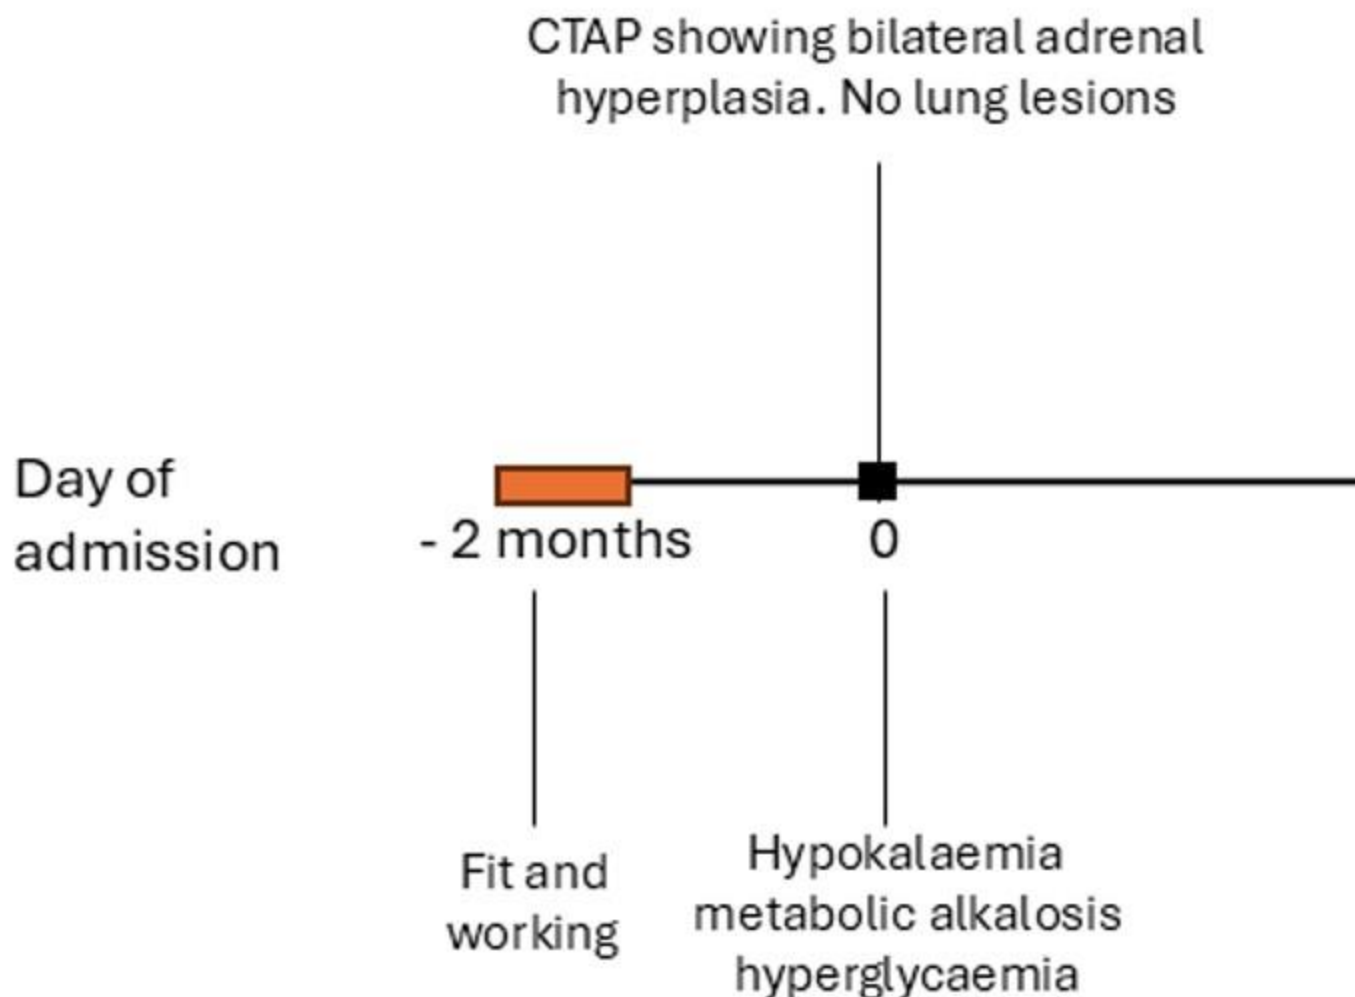 CTAP showing bilateral adrenal
hyperplasia. No lung lesions
Day of
admission
- 2 months
0
Fit and
working
Hypokalaemia
metabolic alkalosis
hyperglycaemia